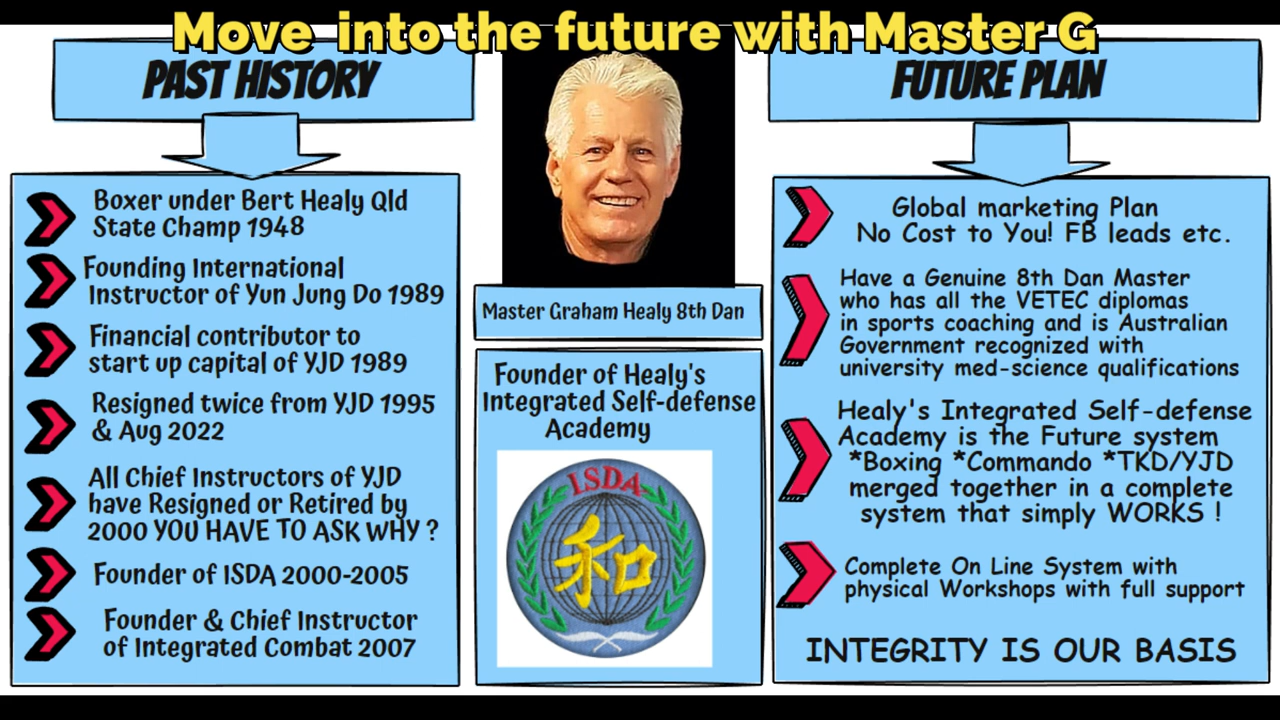 Move into the future with Master G
PAST HISTORY
Boxer under Bert Healy Qld
State Champ 1948
Founding International
Instructor of Yun Jung Do 1989
Financial contributor to
start up capital of YJD 1989
Resigned twice from YJD 1995
& Aug 2022
All Chief Instructors of YJD
have Resigned or Retired by
2000 YOU HAVE TO ASK WHY ?
Founder of ISDA 2000-2005
Founder & Chief Instructor
of Integrated Combat 2007
Master Graham Healy 8th Dan
Founder of Healy's
Integrated Self-defense
Academy
ISDA
和
FUTURE PLAN
Global marketing Plan
No Cost to You! FB leads etc.
Have a Genuine 8th Dan Master
who has all the VETEC diplomas
in sports coaching and is Australian
Government recognized with
university med-science qualifications
Healy's Integrated Self-defense
Academy is the Future system
*Boxing *Commando *TKD/YJD
merged together in a complete
system that simply WORKS !
Complete On Line System with
physical Workshops with full support
INTEGRITY IS OUR BASIS